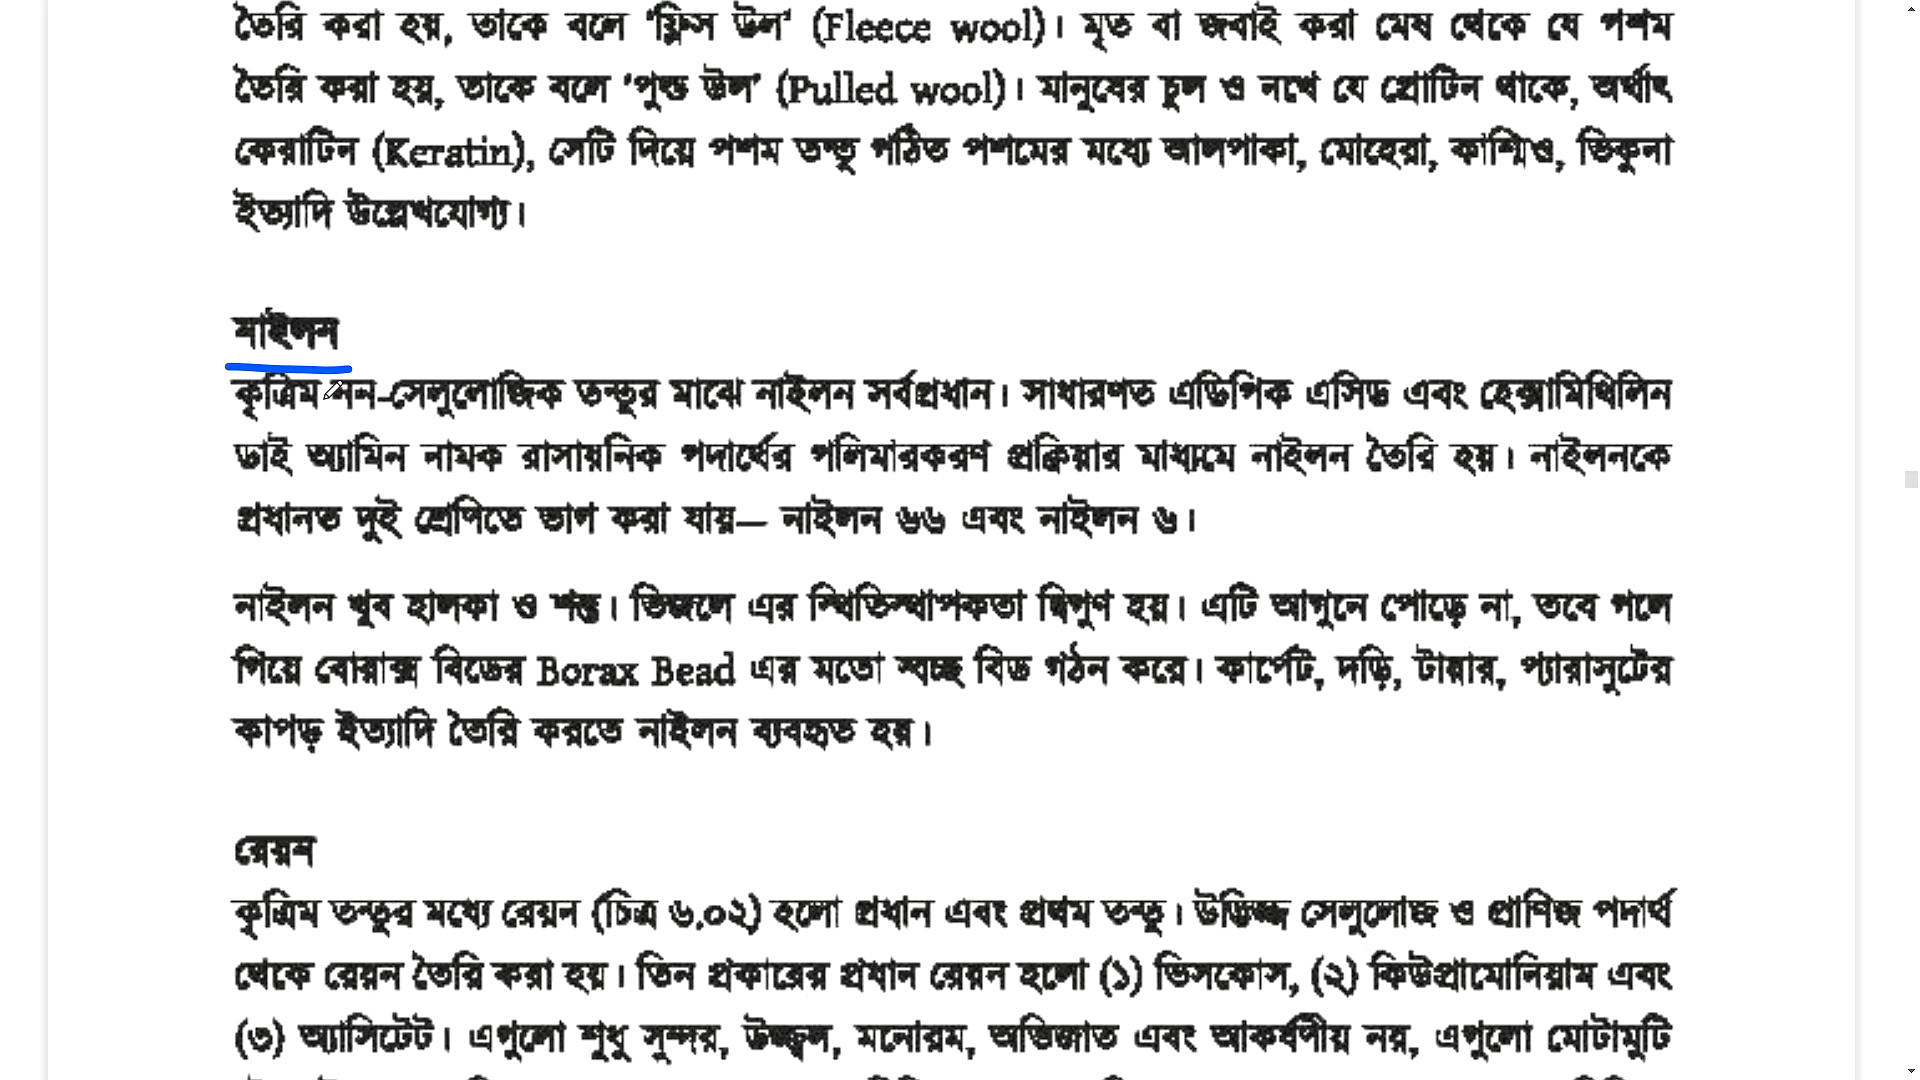 তৈরি করা হয়, তাকে বলে 'ফ্লিস উল' (Fleece wool)। মৃত বা জবাই করা মেষ থেকে যে পশম
তৈরি করা হয়, তাকে বলে 'পুল্ড উল' (Pulled wool)। মানুষের চুল ও নখে যে প্রোটিন থাকে, অর্থাৎ
কেরাটিন (Keratin), সেটি দিয়ে পশম তন্তু গঠিত পশমের মধ্যে আলপাকা, মোহেরা, কাশ্মিও, ভিকুনা
ইত্যাদি উল্লেখযোগ্য।
নাইলন
কৃত্রিম নন-সেলুলোজিক তন্তুর মাঝে নাইলন সর্বপ্রধান। সাধারণত এডিপিক এসিড এবং হেক্সামিথিলিন
ডাই অ্যামিন নামক রাসায়নিক পদার্থের পলিমারকরণ প্রক্রিয়ার মাধ্যমে নাইলন তৈরি হয়। নাইলনকে
প্রধানত দুই শ্রেণিতে ভাগ করা যায়— নাইলন ৬৬ এবং নাইলন ৬।
নাইলন খুব হালকা ও শক্ত। ভিজলে এর স্থিতিস্থাপকতা দ্বিগুণ হয়। এটি আগুনে পোড়ে না, তবে গলে
গিয়ে বোরাক্স বিডের Borax Bead এর মতো স্বচ্ছ বিড গঠন করে। কার্পেট, দড়ি, টায়ার, প্যারাসুটের
কাপড় ইত্যাদি তৈরি করতে নাইলন ব্যবহৃত হয়।
রেয়ন
কৃত্রিম তন্তুর মধ্যে রেয়ন (চিত্র ৬.০২) হলো প্রধান এবং প্রথম তন্তু। উদ্ভিজ্জ সেলুলোজ ও প্রাণিজ পদার্থ
থেকে রেয়ন তৈরি করা হয়। তিন প্রকারের প্রধান রেয়ন হলো (১) ভিসকোস, (২) কিউপ্রামোনিয়াম এবং
(৩) অ্যাসিটেট। এগুলো শুধু সুন্দর, উজ্জ্বল, মনোরম, অভিজাত এবং আকর্ষণীয় নয়, এগুলো মোটামুটি